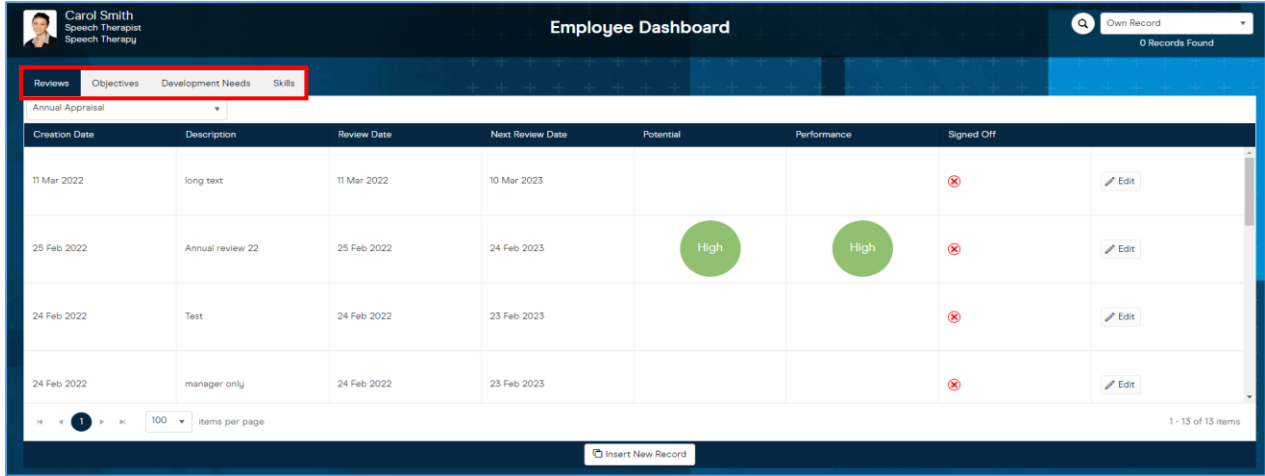 Carol Smith
Speech Therapist
Speech Therapy
Employee Dashboard
Own Record
0 Records Found
Reviews Objectives Development Needs Skills
Annual Appraisal
Creation Date Description Review Date Next Review Date Potential Performance Signed Off
11 Mar 2022 long text 11 Mar 2022 10 Mar 2023 Edit
25 Feb 2022 Annual review 22 25 Feb 2022 24 Feb 2023 High High Edit
24 Feb 2022 Test 24 Feb 2022 23 Feb 2023 Edit
24 Feb 2022 manager only 24 Feb 2022 23 Feb 2023 Edit
1 100 items per page 1 - 13 of 13 items
Insert New Record